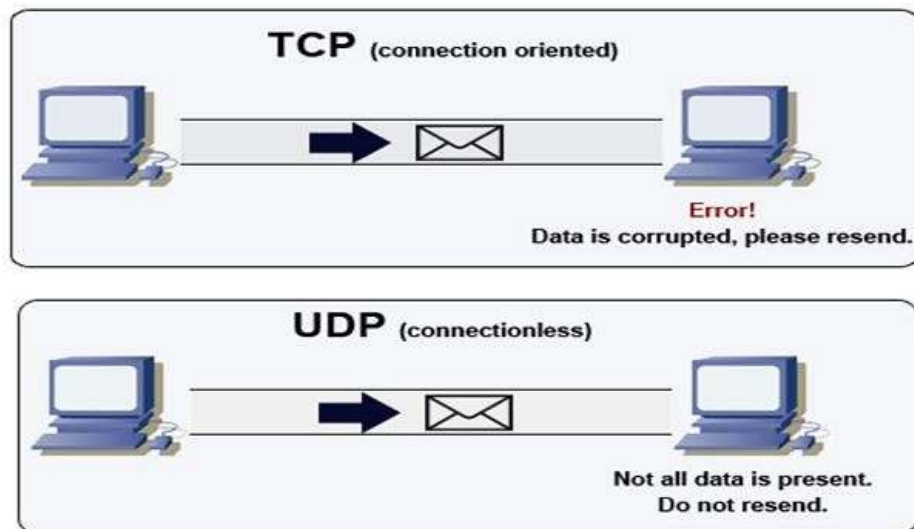 TCP (connection oriented)
Error!
Data is corrupted, please resend.
UDP (connectionless)
Not all data is present.
Do not resend.